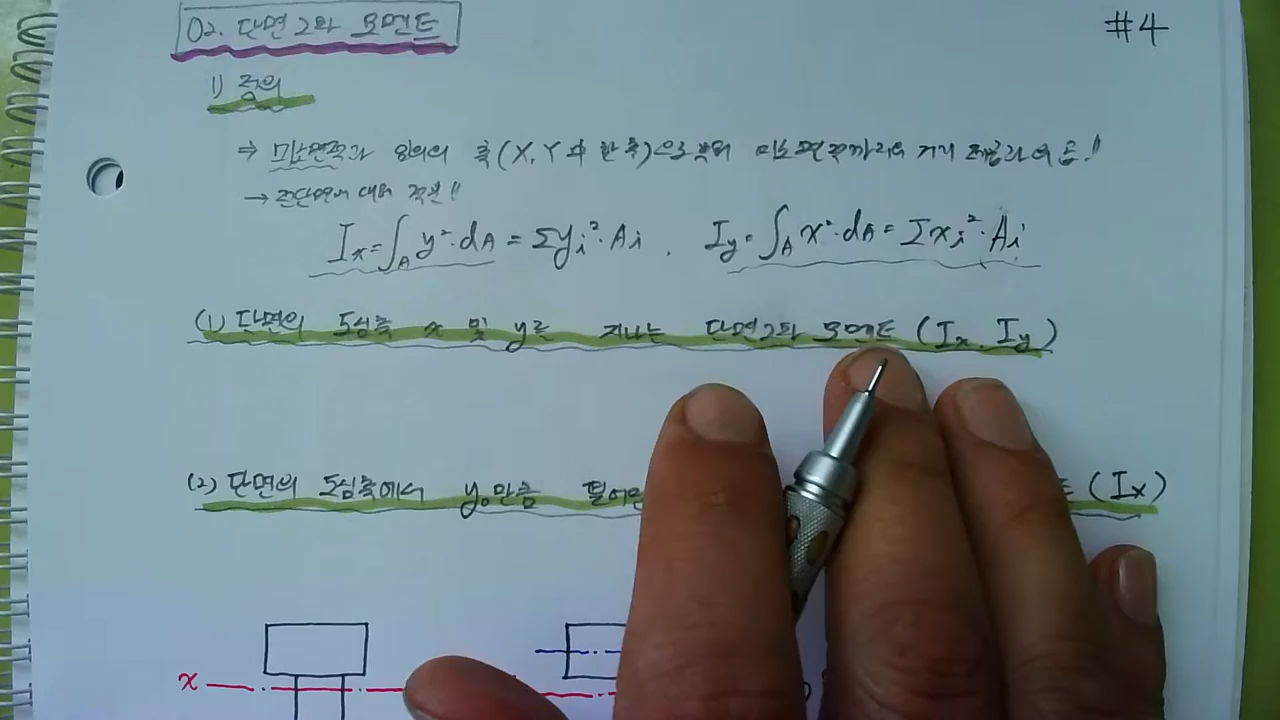 02. 단면2차 모멘트
#4
1) 정의
⇒ 미소면적과 임의의 축(X, Y 中 한 축)으로부터 미소면적까지의 거리 제곱과의 곱!!
→ 전단면에 대해 적분!!
Ix = ∫A y²·dA = Σyi²·Ai , Iy = ∫A x²·dA = Σxi²·Ai
(1) 단면의 도심축 x 및 y를 지나는 단면2차 모멘트 (Ix, Iy)
(2) 단면의 도심축에서 y₀만큼 떨어진 (Ix)
x